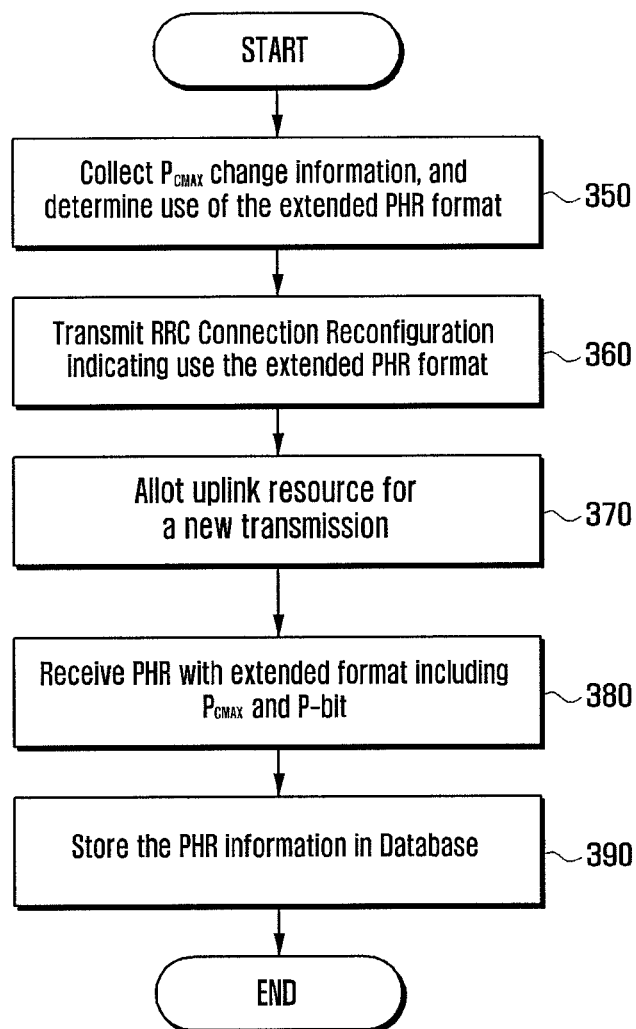 START
Collect PCMAX change information, and
determine use of the extended PHR format
350
Transmit RRC Connection Reconfiguration
indicating use the extended PHR format
360
Allot uplink resource for
a new transmission
370
Receive PHR with extended format including
PCMAX and P-bit
380
Store the PHR information in Database
390
END